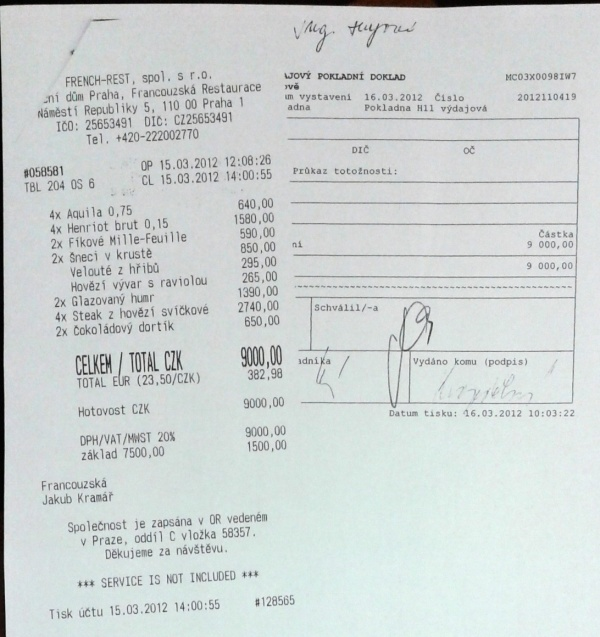 Ing.
FRENCH-REST, spol. s r.o.
ní dům Praha, Francouzská Restaurace
Náměstí Republiky 5, 110 00 Praha 1
IČO: 25653491 DIČ: CZ25653491
Tel. +420-222002770
#058581 OP 15.03.2012 12:08:26
TBL 204 OS 6 CL 15.03.2012 14:00:55
4x Aquila 0,75 640,00
4x Henriot brut 0,15 1580,00
2x Fíkové Mille-Feuille 590,00
2x Šneci v krustě 850,00
Velouté z hřibů 295,00
Hovězí vývar s raviolou 265,00
2x Glazovaný humr 1390,00
4x Steak z hovězí svíčkové 2740,00
2x Čokoládový dortík 650,00
CELKEM / TOTAL CZK 9000,00
TOTAL EUR (23,50/CZK) 382,98
Hotovost CZK 9000,00
DPH/VAT/MWST 20% 9000,00
základ 7500,00 1500,00
Francouzská
Jakub Kramář
Společnost je zapsána v OR vedeném
v Praze, oddíl C vložka 58357.
Děkujeme za návštěvu.
*** SERVICE IS NOT INCLUDED ***
Tisk účtu 15.03.2012 14:00:55 #128565
AJOVÝ POKLADNÍ DOKLAD MC03X0098IW7
ově
um vystavení 16.03.2012 Číslo 2012110419
adna Pokladna H11 výdajová
DIČ OČ
Průkaz totožnosti:
Částka
ní 9 000,00
9 000,00
Schválil/-a
adníka Vydáno komu (podpis)
Datum tisku: 16.03.2012 10:03:22